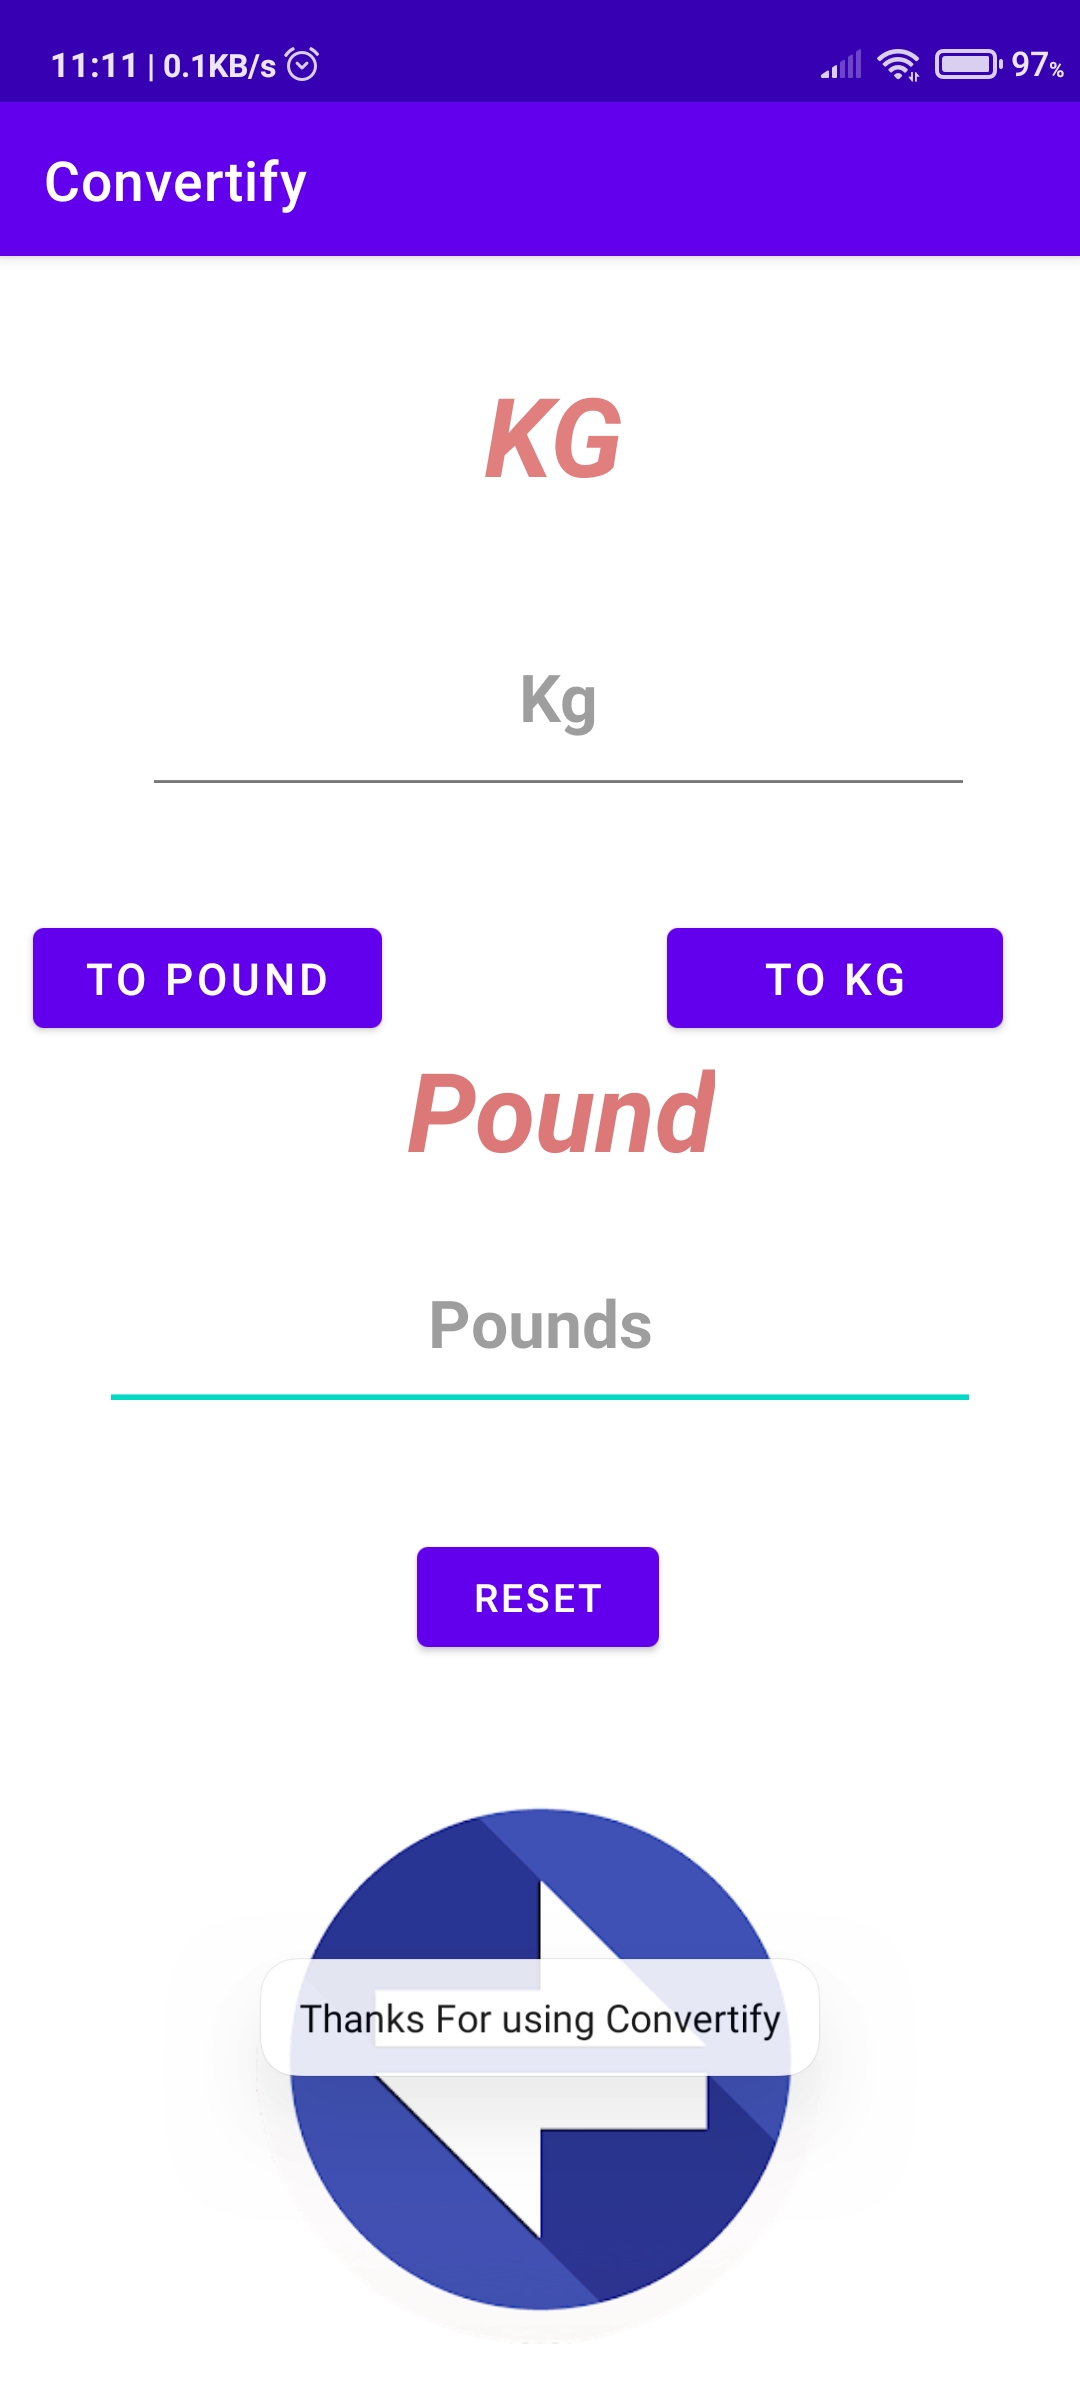 11:11 | 0.1KB/s 97%
Convertify
KG
Kg
TO POUND TO KG
Pound
Pounds
RESET
Thanks For using Convertify